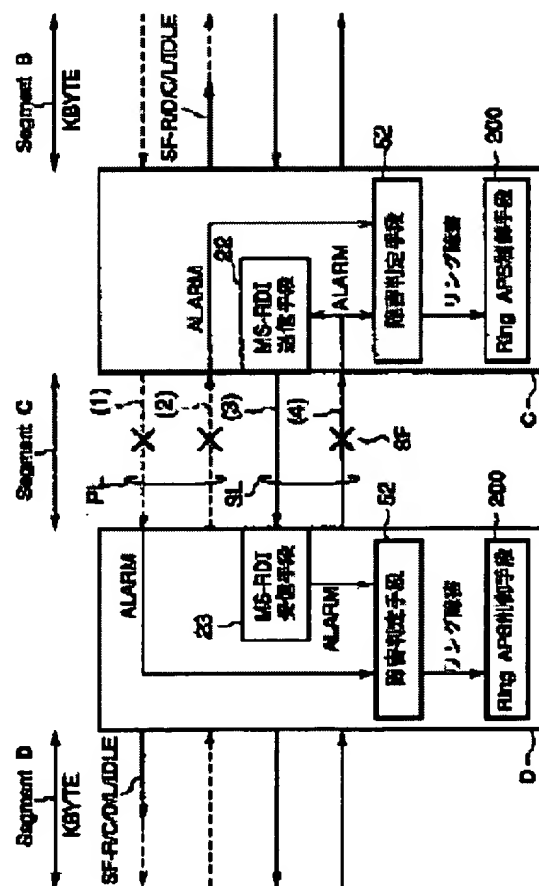 Segment B
KBYTE
SF-R/D/C/L/IDLE
ALARM
22
MS-RDI
送信手段
ALARM
52
障害判定手段
リング障害
200
Ring APS制御手段
C
Segment C
(1)
(2)
(3)
(4)
PL
SL
SF
ALARM
23
MS-RDI
受信手段
ALARM
52
障害判定手段
リング障害
200
Ring APS制御手段
D
Segment D
KBYTE
SF-R/C/D/L/IDLE